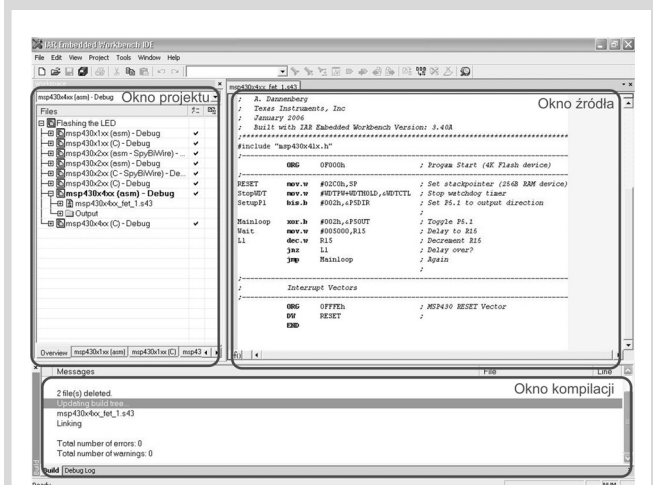 IAR Embedded Workbench IDE
File Edit View Project Tools Window Help
msp430x4xx (asm) - Debug
Okno projektu
Files
Flashing the LED
msp430x1xx (asm) - Debug
msp430x1xx (C) - Debug
msp430x2xx (asm - SpyBiWire) - ...
msp430x2xx (asm) - Debug
msp430x2xx (C - SpyBiWire) - De...
msp430x2xx (C) - Debug
msp430x4xx (asm) - Debug
msp430x4xx_fet_1.s43
Output
msp430x4xx (C) - Debug
Overview msp430x1xx (asm) msp430x1xx (C) msp43
msp430x4xx_fet_1.s43
Okno źródła
; A. Dannenberg
; Texas Instruments, Inc
; January 2006
; Built with IAR Embedded Workbench Version: 3.40A
;******************************************************************************
#include "msp430x4lx.h"
;------------------------------------------------------------------------------
ORG 0F000h ; Progam Start (4K Flash device)
;------------------------------------------------------------------------------
RESET mov.w #02C0h,SP ; Set stackpointer (256B RAM device)
StopWDT mov.w #WDTPW+WDTHOLD,&WDTCTL ; Stop watchdog timer
SetupP1 bis.b #002h,&P5DIR ; Set P5.1 to output direction
;
Mainloop xor.b #002h,&P5OUT ; Toggle P5.1
Wait mov.w #005000,R15 ; Delay to R15
L1 dec.w R15 ; Decrement R15
jnz L1 ; Delay over?
jmp Mainloop ; Again
;
;------------------------------------------------------------------------------
; Interrupt Vectors
;------------------------------------------------------------------------------
ORG 0FFFEh ; MSP430 RESET Vector
DW RESET ;
END
Messages File Line
Okno kompilacji
2 file(s) deleted.
Updating build tree...
msp430x4xx_fet_1.s43
Linking
Total number of errors: 0
Total number of warnings: 0
Build Debug Log
Build